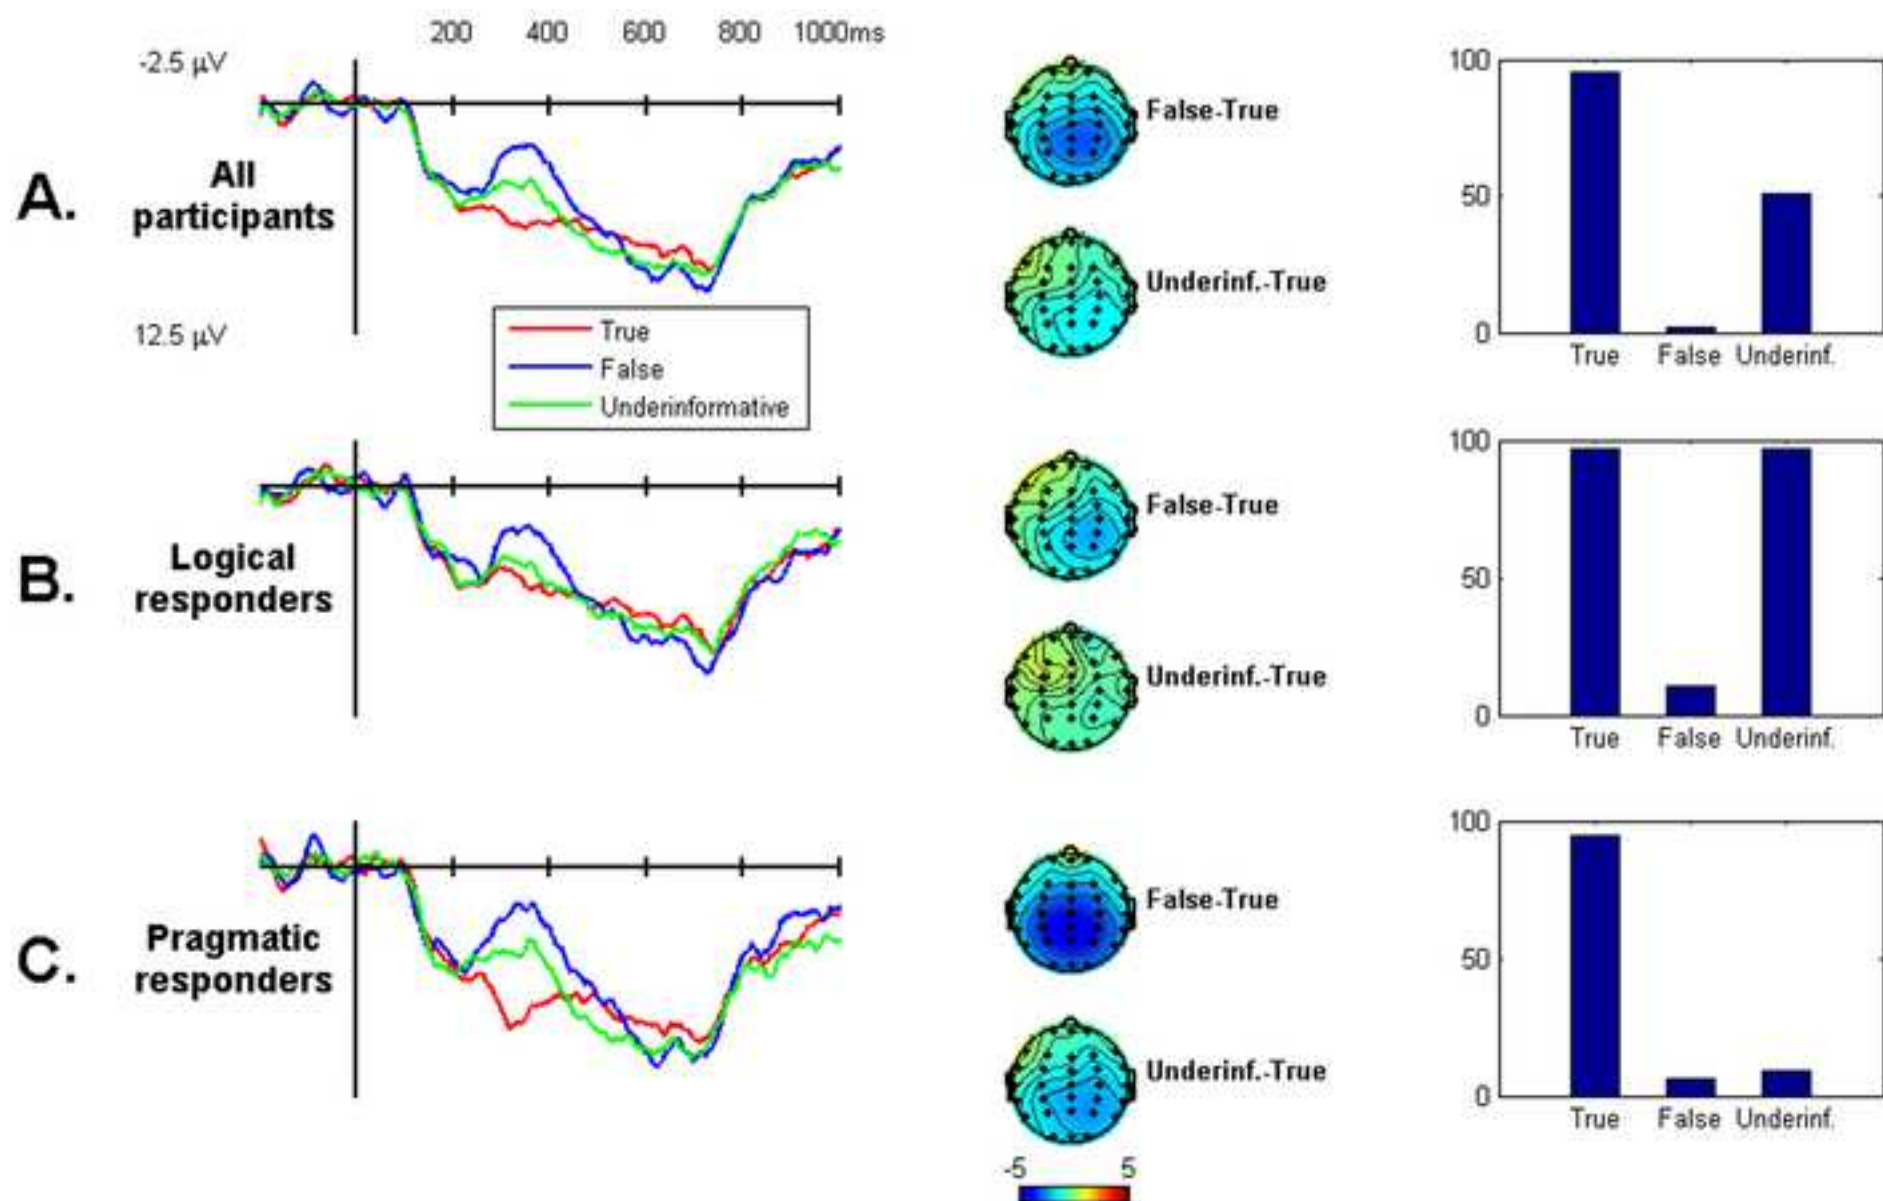 200 400 600 800 1000ms
-2.5 µV
12.5 µV
A.
All
participants
True
False
Underinformative
False-True
Underinf.-True
100
50
0
True False Underinf.
B.
Logical
responders
False-True
Underinf.-True
100
50
0
True False Underinf.
C.
Pragmatic
responders
False-True
Underinf.-True
-5 5
100
50
0
True False Underinf.